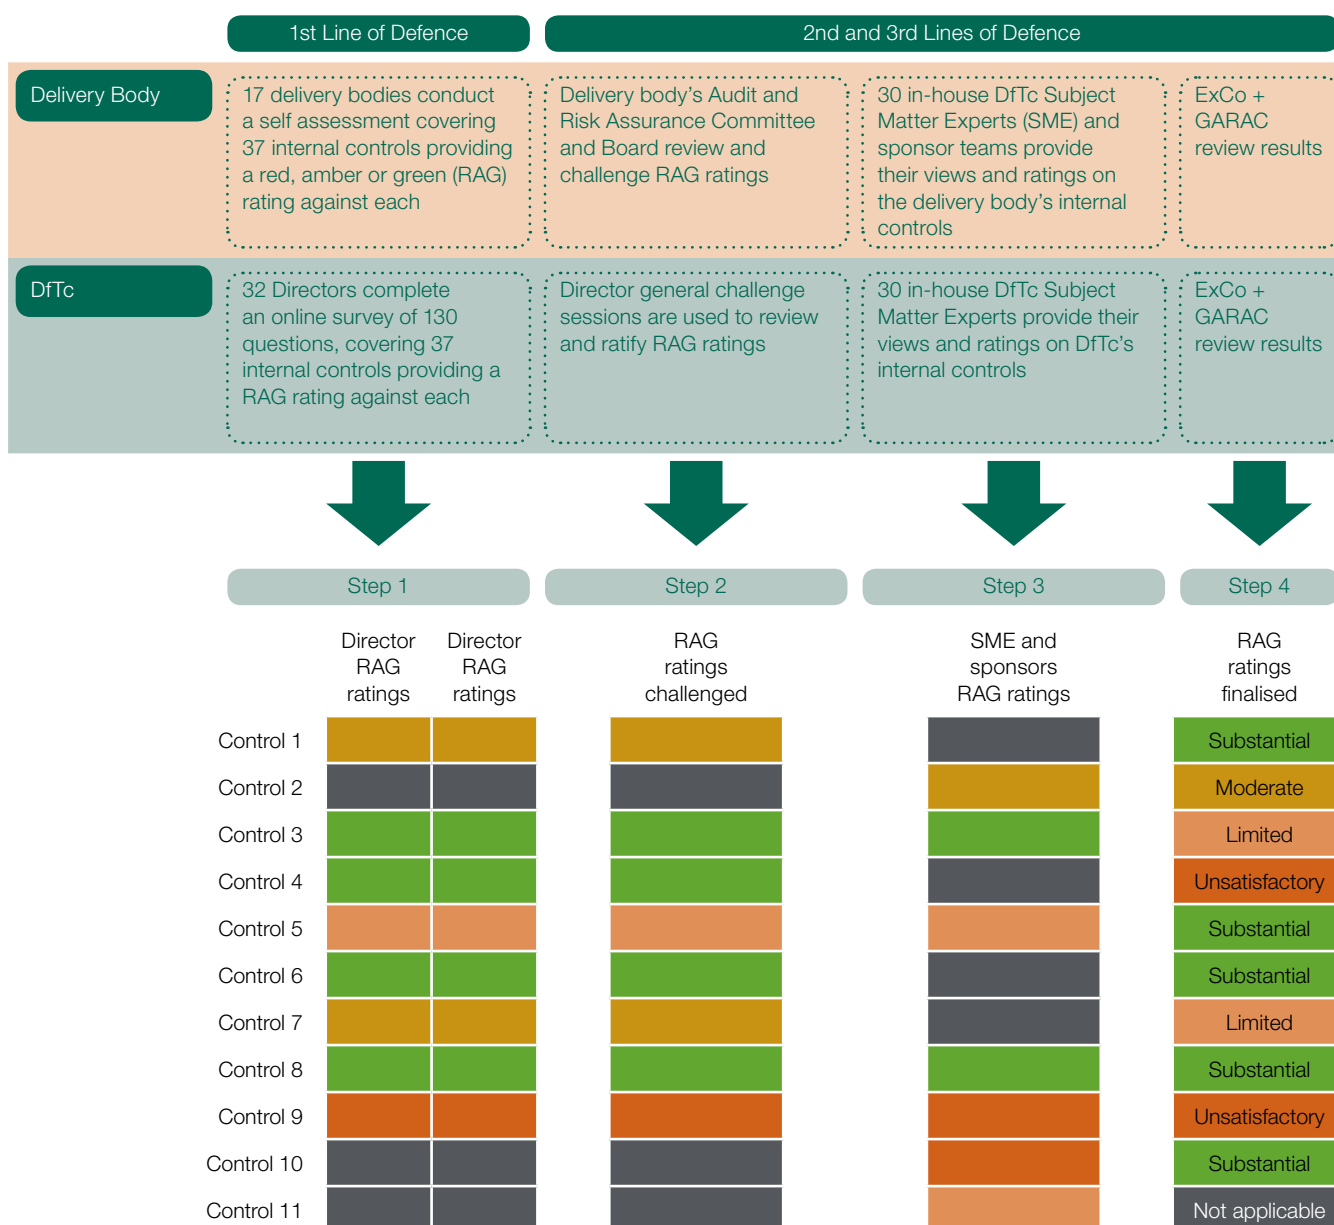 1st Line of Defence
2nd and 3rd Lines of Defence
Delivery Body
17 delivery bodies conduct
a self assessment covering
37 internal controls providing
a red, amber or green (RAG)
rating against each
Delivery body's Audit and
Risk Assurance Committee
and Board review and
challenge RAG ratings
30 in-house DfTc Subject
Matter Experts (SME) and
sponsor teams provide
their views and ratings on
the delivery body's internal
controls
ExCo +
GARAC
review results
DfTc
32 Directors complete
an online survey of 130
questions, covering 37
internal controls providing a
RAG rating against each
Director general challenge
sessions are used to review
and ratify RAG ratings
30 in-house DfTc Subject
Matter Experts provide their
views and ratings on DfTc's
internal controls
ExCo +
GARAC
review results
Step 1
Step 2
Step 3
Step 4
Director
RAG
ratings
Director
RAG
ratings
RAG
ratings
challenged
SME and
sponsors
RAG ratings
RAG
ratings
finalised
Control 1
Substantial
Control 2
Moderate
Control 3
Limited
Control 4
Unsatisfactory
Control 5
Substantial
Control 6
Substantial
Control 7
Limited
Control 8
Substantial
Control 9
Unsatisfactory
Control 10
Substantial
Control 11
Not applicable